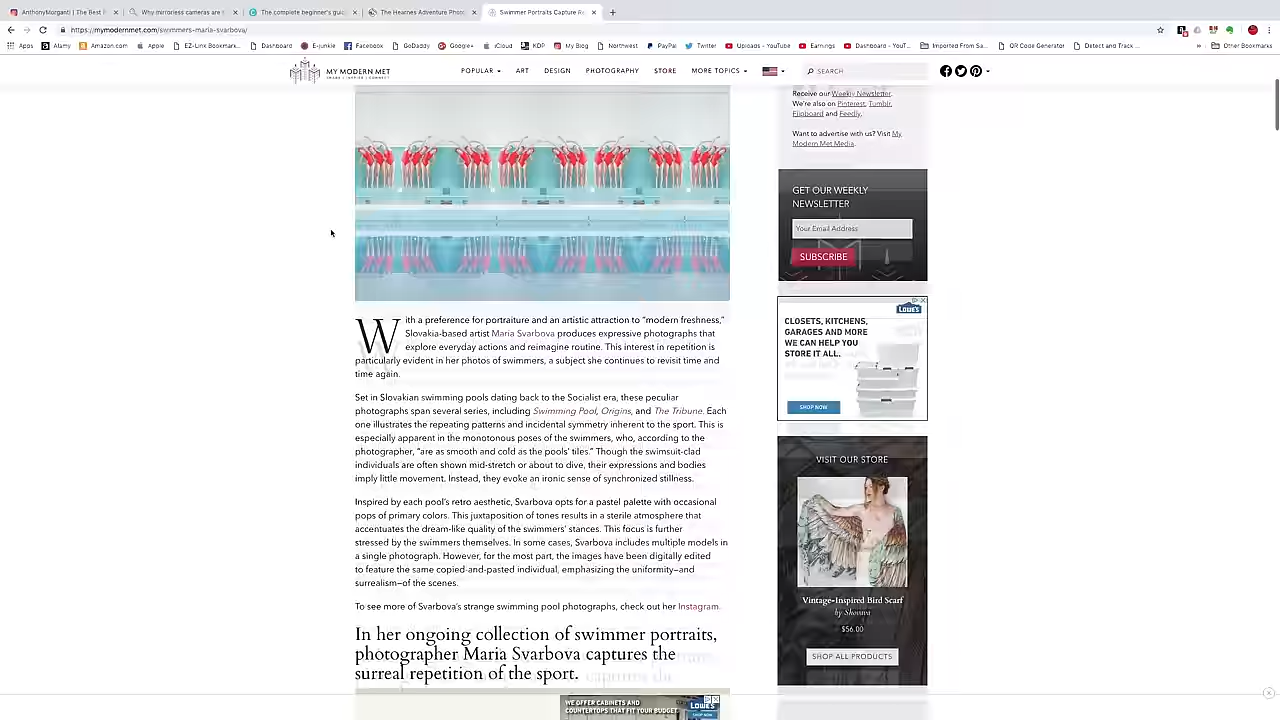 AnthonyMorganti | The Best F
Why mirrorless cameras are t
The complete beginner's guid
The Hearnes Adventure Photo
Swimmer Portraits Capture Re
https://mymodernmet.com/swimmers-maria-svarbova/
Apps
Alamy
Amazon.com
Apple
EZ-Link Bookmark...
Dashboard
E-junkie
Facebook
GoDaddy
Google+
iCloud
KDP
My Blog
Northwest
PayPal
Twitter
Uploads - YouTube
Earnings
Dashboard - YouT...
Imported From Sa...
QR Code Generator
Detect and Track ...
Other Bookmarks
MY MODERN MET
SHARE | INSPIRE | CONNECT
POPULAR
ART
DESIGN
PHOTOGRAPHY
STORE
MORE TOPICS
SEARCH
With a preference for portraiture and an artistic attraction to “modern freshness,”
Slovakia-based artist Maria Svarbova produces expressive photographs that
explore everyday actions and reimagine routine. This interest in repetition is
particularly evident in her photos of swimmers, a subject she continues to revisit time and
time again.
Set in Slovakian swimming pools dating back to the Socialist era, these peculiar
photographs span several series, including Swimming Pool, Origins, and The Tribune. Each
one illustrates the repeating patterns and incidental symmetry inherent to the sport. This is
especially apparent in the monotonous poses of the swimmers, who, according to the
photographer, “are as smooth and cold as the pools’ tiles.” Though the swimsuit-clad
individuals are often shown mid-stretch or about to dive, their expressions and bodies
imply little movement. Instead, they evoke an ironic sense of synchronized stillness.
Inspired by each pool’s retro aesthetic, Svarbova opts for a pastel palette with occasional
pops of primary colors. This juxtaposition of tones results in a sterile atmosphere that
accentuates the dream-like quality of the swimmers’ stances. This focus is further
stressed by the swimmers themselves. In some cases, Svarbova includes multiple models in
a single photograph. However, for the most part, the images have been digitally edited
to feature the same copied-and-pasted individual, emphasizing the uniformity—and
surrealism—of the scenes.
To see more of Svarbova’s strange swimming pool photographs, check out her Instagram.
In her ongoing collection of swimmer portraits,
photographer Maria Svarbova captures the
surreal repetition of the sport.
Receive our Weekly Newsletter.
We're also on Pinterest, Tumblr,
Flipboard and Feedly.
Want to advertise with us? Visit My
Modern Met Media.
GET OUR WEEKLY
NEWSLETTER
Your Email Address
SUBSCRIBE
LOWE'S
CLOSETS, KITCHENS,
GARAGES AND MORE
WE CAN HELP YOU
STORE IT ALL.
SHOP NOW
VISIT OUR STORE
Vintage-Inspired Bird Scarf
by Shovava
$56.00
SHOP ALL PRODUCTS
WE OFFER CABINETS AND
COUNTERTOPS THAT FIT YOUR BUDGET.
LOWE'S
SHOP NOW